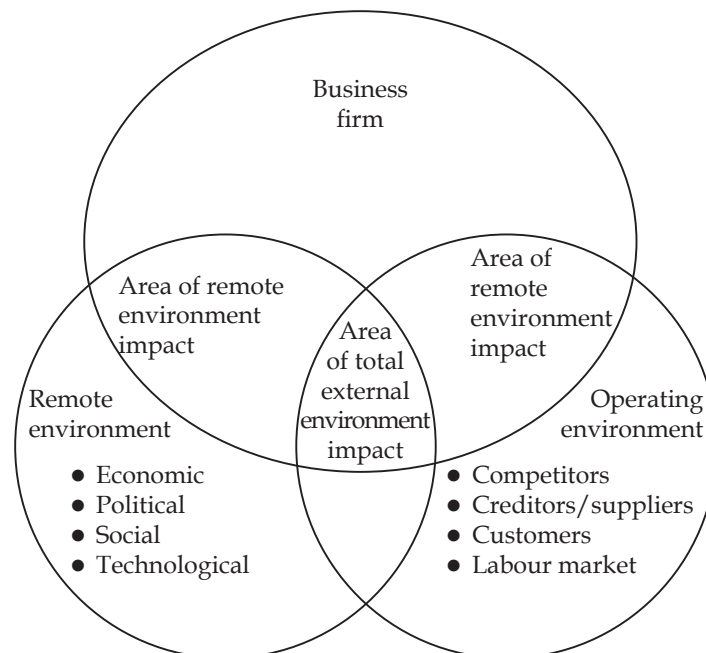 Business
firm
Area of remote
environment
impact
Area of
remote
environment
impact
Area
of total
external
environment
impact
Remote
environment
● Economic
● Political
● Social
● Technological
Operating
environment
● Competitors
● Creditors/suppliers
● Customers
● Labour market